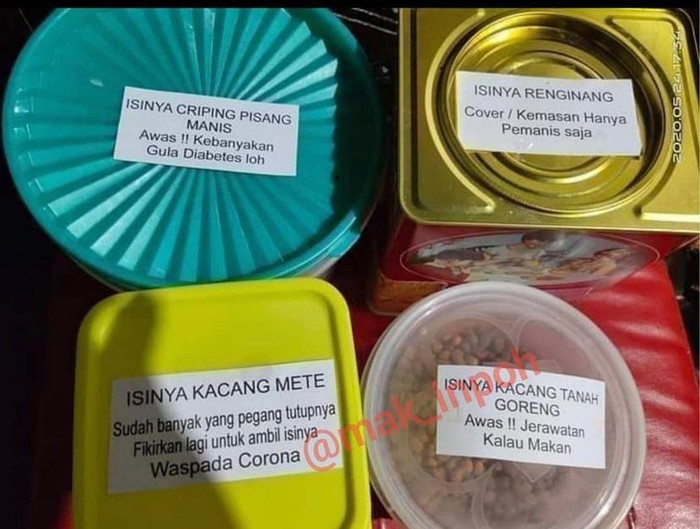 ISINYA CRIPING PISANG
MANIS
Awas !! Kebanyakan
Gula Diabetes loh
ISINYA RENGINANG
Cover / Kemasan Hanya
Pemanis saja
2020.05.24 17:34
ISINYA KACANG METE
Sudah banyak yang pegang tutupnya
Fikirkan lagi untuk ambil isinya
Waspada Corona
ISINYA KACANG TANAH
GORENG
Awas !! Jerawatan
Kalau Makan
@mak_inpoh